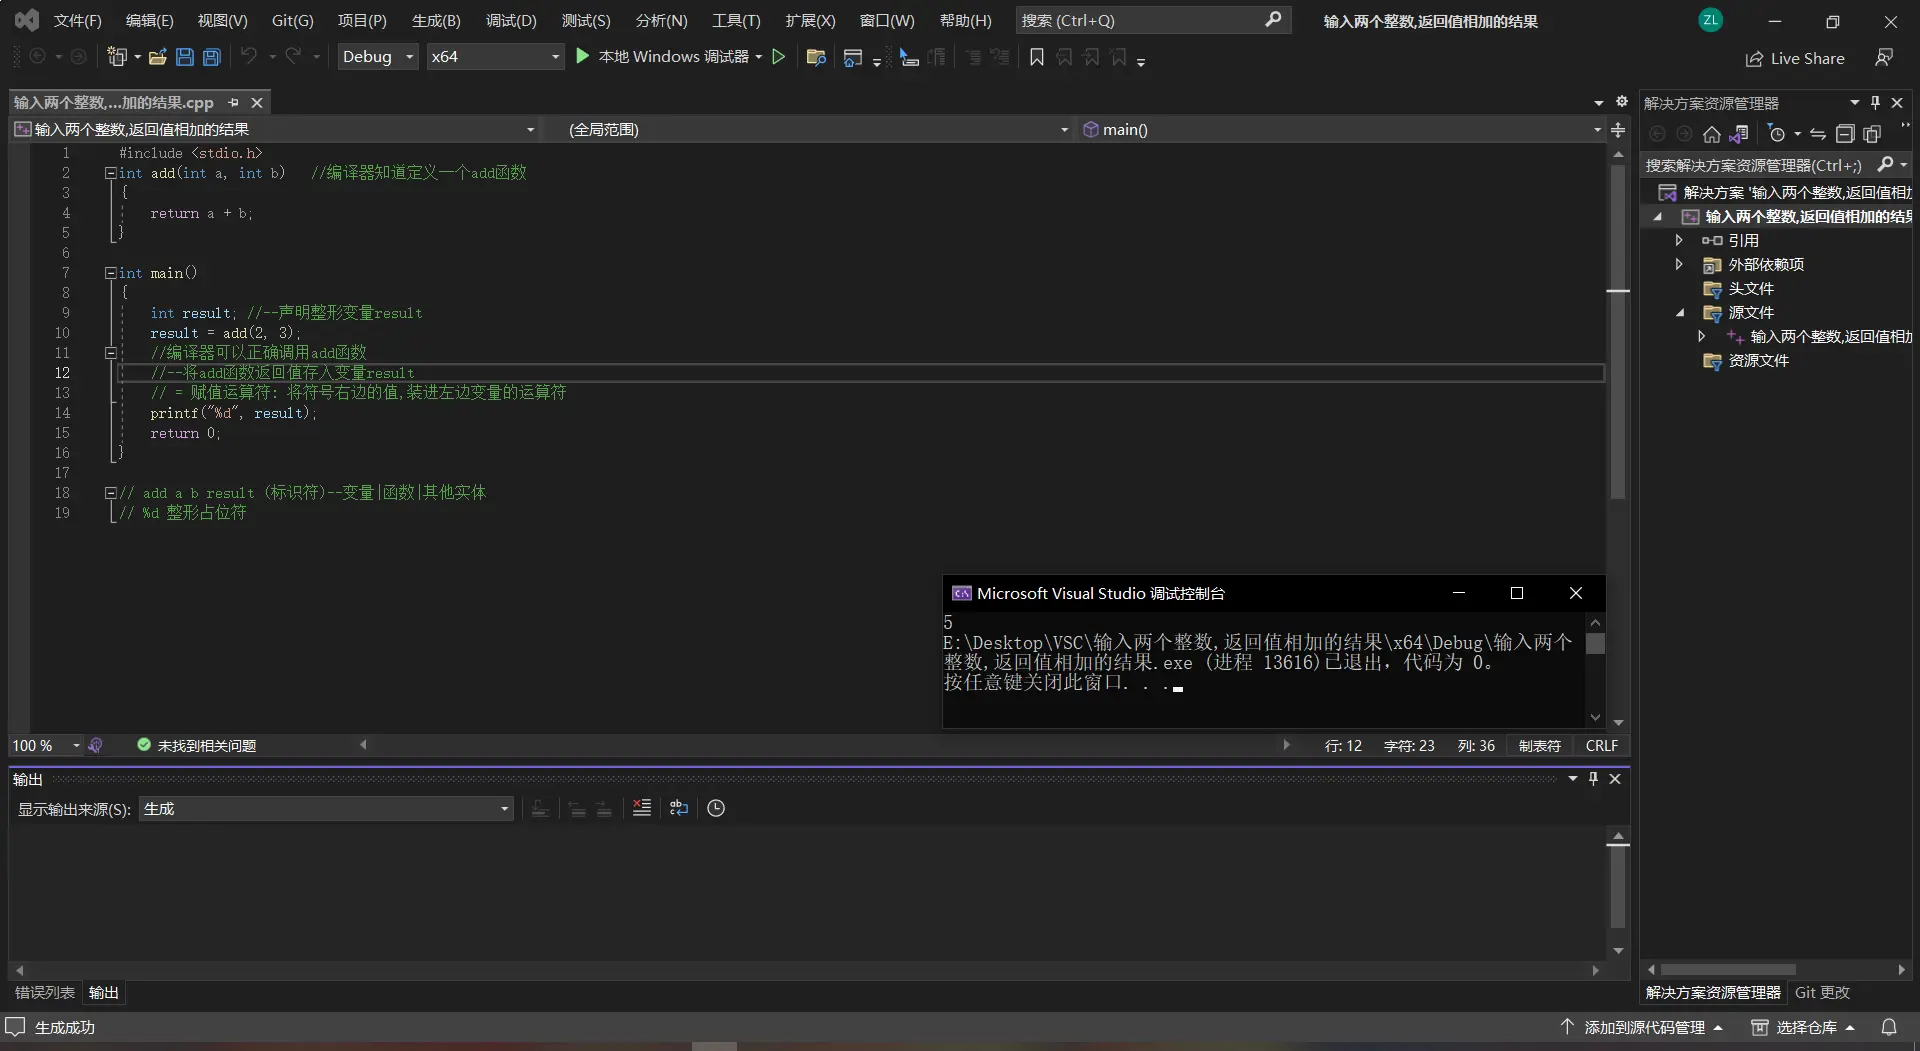 文件(F) 编辑(E) 视图(V) Git(G) 项目(P) 生成(B) 调试(D) 测试(S) 分析(N) 工具(T) 扩展(X) 窗口(W) 帮助(H) 搜索 (Ctrl+Q) 输入两个整数,返回值相加的结果 ZL
Debug x64 本地 Windows 调试器 Live Share
输入两个整数,...加的结果.cpp
输入两个整数,返回值相加的结果 (全局范围) main()
1 #include <stdio.h>
2 int add(int a, int b) //编译器知道定义一个add函数
3 {
4 return a + b;
5 }
6
7 int main()
8 {
9 int result; //--声明整形变量result
10 result = add(2, 3);
11 //编译器可以正确调用add函数
12 //--将add函数返回值存入变量result
13 // = 赋值运算符: 将符号右边的值,装进左边变量的运算符
14 printf("%d", result);
15 return 0;
16 }
17
18 // add a b result (标识符)--变量|函数|其他实体
19 // %d 整形占位符
Microsoft Visual Studio 调试控制台
5
E:\Desktop\VSC\输入两个整数,返回值相加的结果\x64\Debug\输入两个
整数,返回值相加的结果.exe (进程 13616)已退出，代码为 0。
按任意键关闭此窗口. . .
100 % 未找到相关问题 行: 12 字符: 23 列: 36 制表符 CRLF
输出
显示输出来源(S): 生成
错误列表 输出
解决方案资源管理器
搜索解决方案资源管理器(Ctrl+;)
解决方案 '输入两个整数,返回值相
输入两个整数,返回值相加的结
引用
外部依赖项
头文件
源文件
输入两个整数,返回值相
资源文件
解决方案资源管理器 Git 更改
生成成功 添加到源代码管理 选择仓库